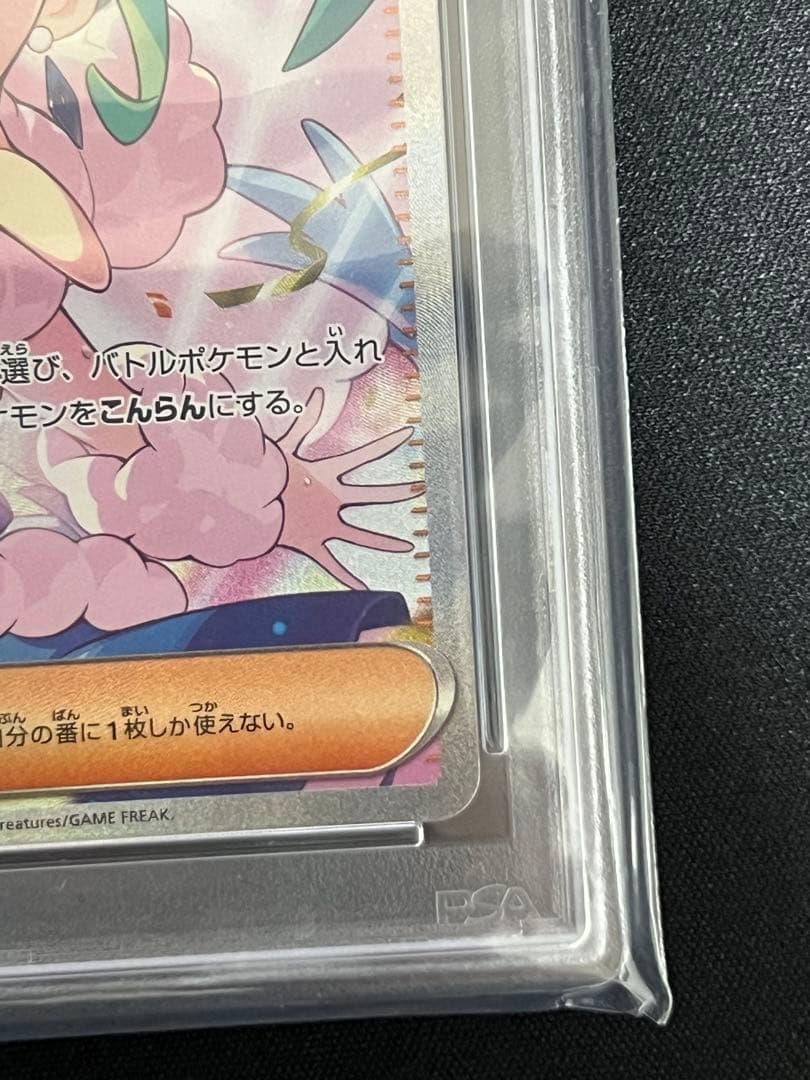 選び、バトルポケモンと入れ
モンをこんらんにする。
分の番に1枚しか使えない。
reatures/GAME FREAK.
PSA